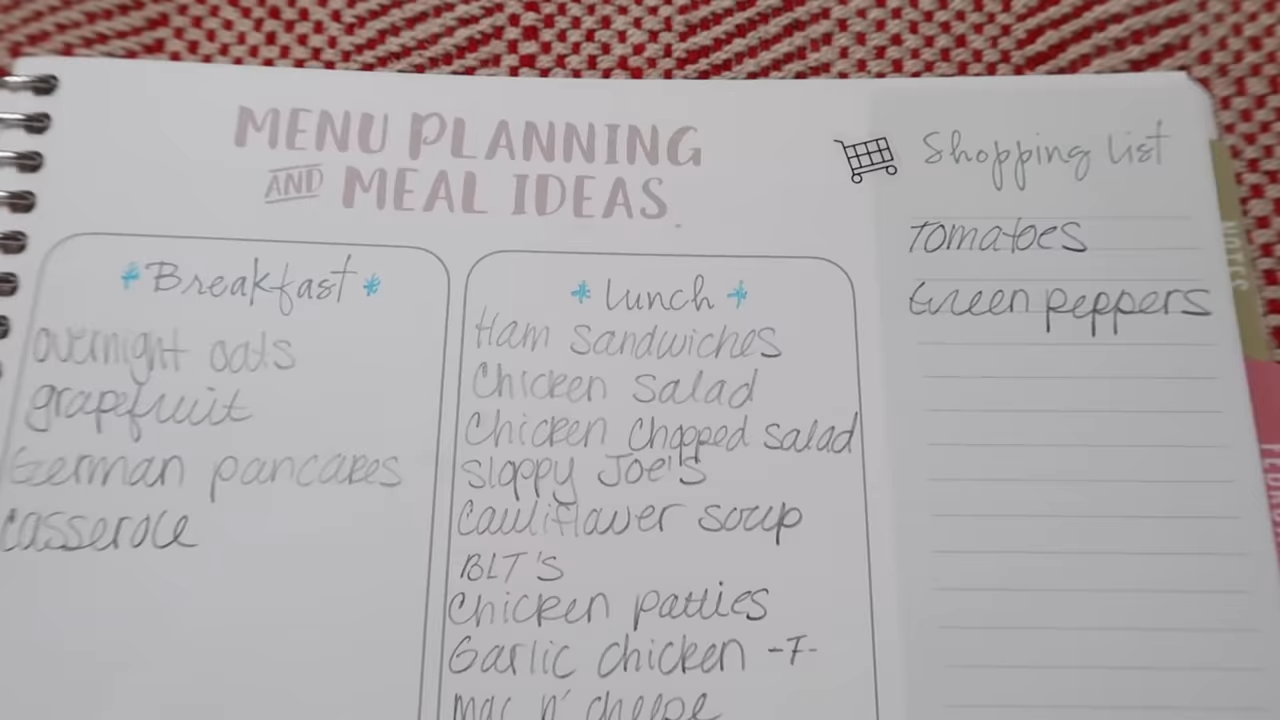 MENU PLANNING
AND MEAL IDEAS
Breakfast
overnight oats
grapefruit
German pancakes
casserole
Lunch
Ham Sandwiches
Chicken Salad
Chicken Chopped salad
Sloppy Joe's
Cauliflower soup
BLT'S
Chicken patties
Garlic chicken -F-
mac n' cheese
Shopping List
Tomatoes
Green peppers
NOTES